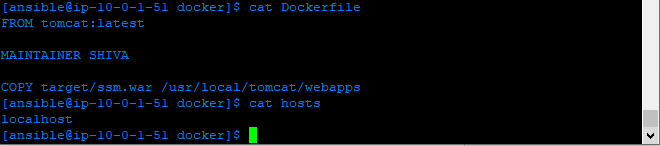 [ansible@ip-10-0-1-51 docker]$ cat Dockerfile
FROM tomcat:latest
MAINTAINER SHIVA
COPY target/ssm.war /usr/local/tomcat/webapps
[ansible@ip-10-0-1-51 docker]$ cat hosts
localhost
[ansible@ip-10-0-1-51 docker]$